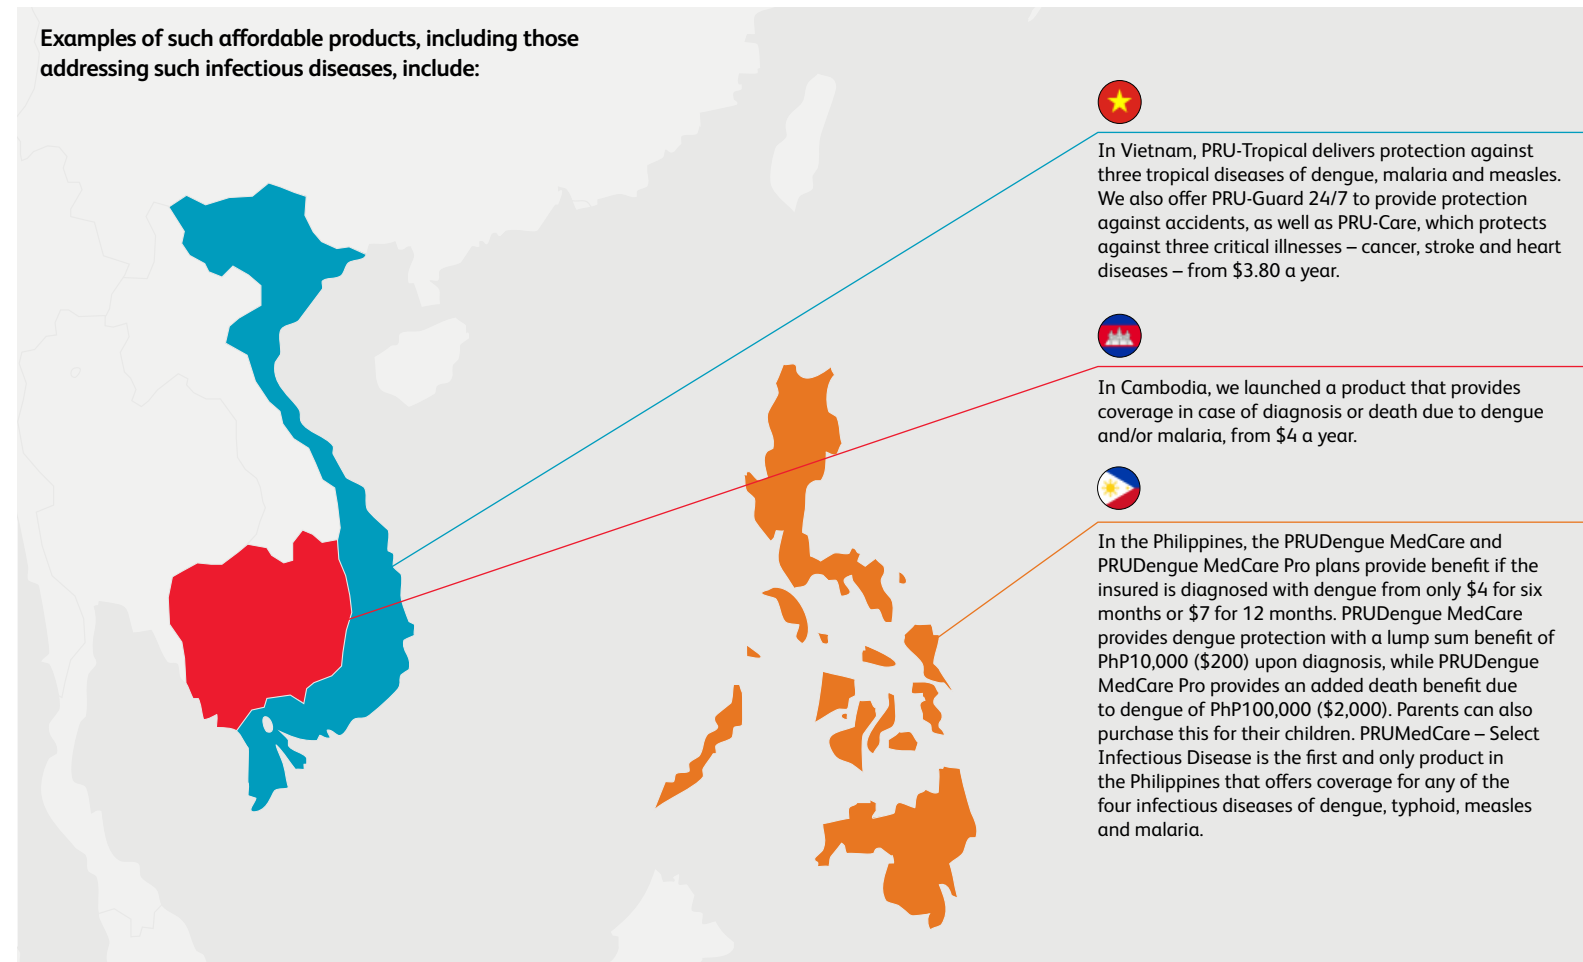 Examples of such affordable products, including those
addressing such infectious diseases, include:
In Vietnam, PRU-Tropical delivers protection against
three tropical diseases of dengue, malaria and measles.
We also offer PRU-Guard 24/7 to provide protection
against accidents, as well as PRU-Care, which protects
against three critical illnesses – cancer, stroke and heart
diseases – from $3.80 a year.
In Cambodia, we launched a product that provides
coverage in case of diagnosis or death due to dengue
and/or malaria, from $4 a year.
In the Philippines, the PRUDengue MedCare and
PRUDengue MedCare Pro plans provide benefit if the
insured is diagnosed with dengue from only $4 for six
months or $7 for 12 months. PRUDengue MedCare
provides dengue protection with a lump sum benefit of
PhP10,000 ($200) upon diagnosis, while PRUDengue
MedCare Pro provides an added death benefit due
to dengue of PhP100,000 ($2,000). Parents can also
purchase this for their children. PRUMedCare – Select
Infectious Disease is the first and only product in
the Philippines that offers coverage for any of the
four infectious diseases of dengue, typhoid, measles
and malaria.